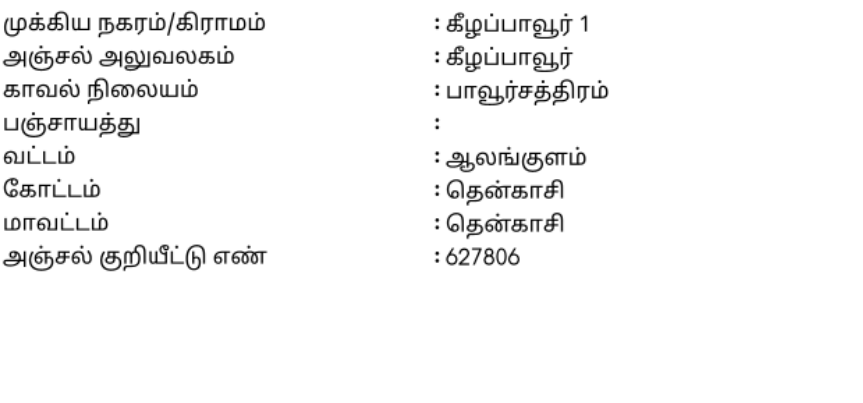 முக்கிய நகரம்/கிராமம் : கீழப்பாவூர் 1
அஞ்சல் அலுவலகம் : கீழப்பாவூர்
காவல் நிலையம் : பாவூர்சத்திரம்
பஞ்சாயத்து :
வட்டம் : ஆலங்குளம்
கோட்டம் : தென்காசி
மாவட்டம் : தென்காசி
அஞ்சல் குறியீட்டு எண் : 627806